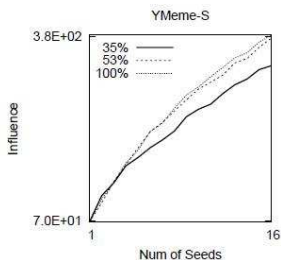 YMeme-S
3.8E+02
35%
53%
100%
Influence
7.0E+01
1
16
Num of Seeds